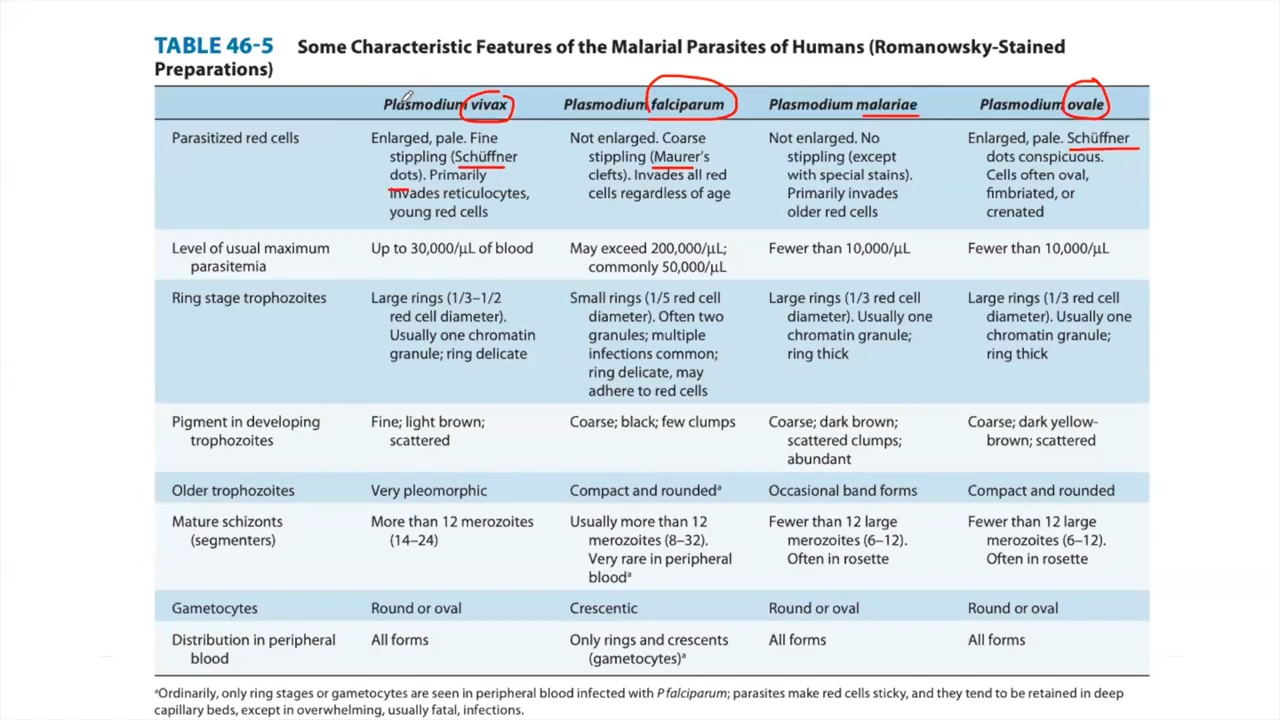 TABLE 46-5 Some Characteristic Features of the Malarial Parasites of Humans (Romanowsky-Stained
Preparations)
Plasmodium vivax Plasmodium falciparum Plasmodium malariae Plasmodium ovale
Parasitized red cells Enlarged, pale. Fine Not enlarged. Coarse Not enlarged. No Enlarged, pale. Schüffner
stippling (Schüffner stippling (Maurer's stippling (except dots conspicuous.
dots). Primarily clefts). Invades all red with special stains). Cells often oval,
invades reticulocytes, cells regardless of age Primarily invades fimbriated, or
young red cells older red cells crenated
Level of usual maximum Up to 30,000/μL of blood May exceed 200,000/μL; Fewer than 10,000/μL Fewer than 10,000/μL
parasitemia commonly 50,000/μL
Ring stage trophozoites Large rings (1/3–1/2 Small rings (1/5 red cell Large rings (1/3 red cell Large rings (1/3 red cell
red cell diameter). diameter). Often two diameter). Usually one diameter). Usually one
Usually one chromatin granules; multiple chromatin granule; chromatin granule;
granule; ring delicate infections common; ring thick ring thick
ring delicate, may
adhere to red cells
Pigment in developing Fine; light brown; Coarse; black; few clumps Coarse; dark brown; Coarse; dark yellow-
trophozoites scattered scattered clumps; brown; scattered
abundant
Older trophozoites Very pleomorphic Compact and roundedᵃ Occasional band forms Compact and rounded
Mature schizonts More than 12 merozoites Usually more than 12 Fewer than 12 large Fewer than 12 large
(segmenters) (14–24) merozoites (8–32). merozoites (6–12). merozoites (6–12).
Very rare in peripheral Often in rosette Often in rosette
bloodᵃ
Gametocytes Round or oval Crescentic Round or oval Round or oval
Distribution in peripheral All forms Only rings and crescents All forms All forms
blood (gametocytes)ᵃ
ᵃOrdinarily, only ring stages or gametocytes are seen in peripheral blood infected with P falciparum; parasites make red cells sticky, and they tend to be retained in deep
capillary beds, except in overwhelming, usually fatal, infections.